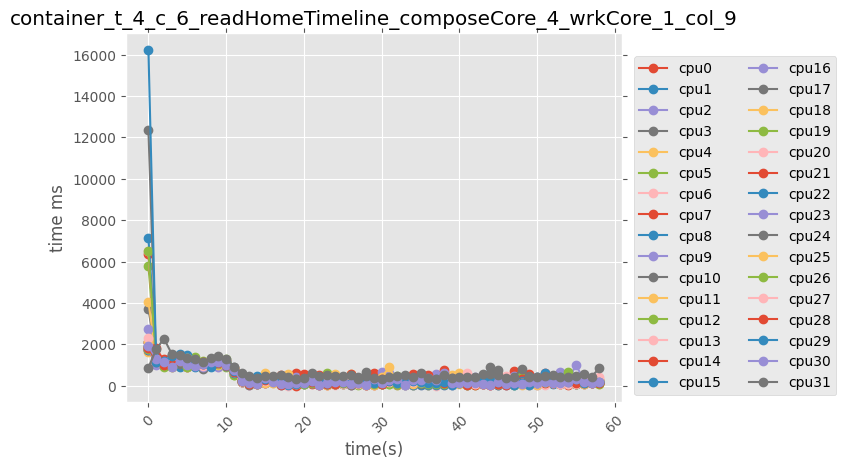 container_t_4_c_6_readHomeTimeline_composeCore_4_wrkCore_1_col_9
time ms
16000
14000
12000
10000
8000
6000
4000
2000
0
0
10
20
30
40
50
60
time(s)
cpu0
cpu1
cpu2
cpu3
cpu4
cpu5
cpu6
cpu7
cpu8
cpu9
cpu10
cpu11
cpu12
cpu13
cpu14
cpu15
cpu16
cpu17
cpu18
cpu19
cpu20
cpu21
cpu22
cpu23
cpu24
cpu25
cpu26
cpu27
cpu28
cpu29
cpu30
cpu31